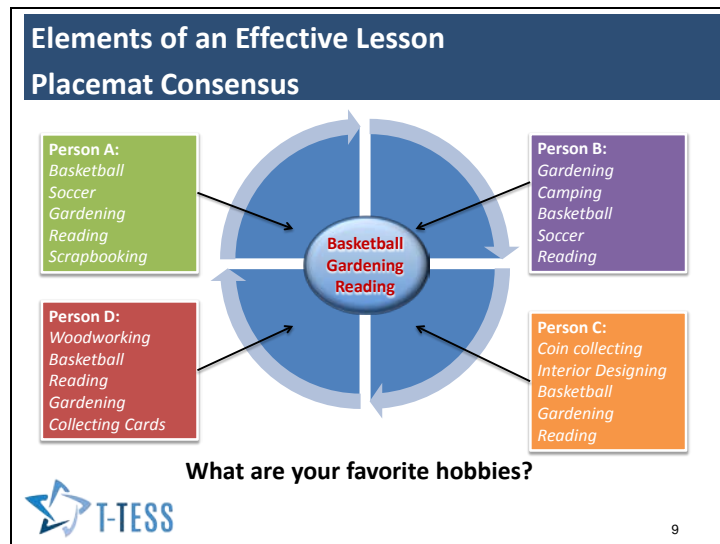 Elements of an Effective Lesson
Placemat Consensus
Person A:
Basketball
Soccer
Gardening
Reading
Scrapbooking
Person B:
Gardening
Camping
Basketball
Soccer
Reading
Basketball
Gardening
Reading
Person D:
Woodworking
Basketball
Reading
Gardening
Collecting Cards
Person C:
Coin collecting
Interior Designing
Basketball
Gardening
Reading
What are your favorite hobbies?
T-TESS
9